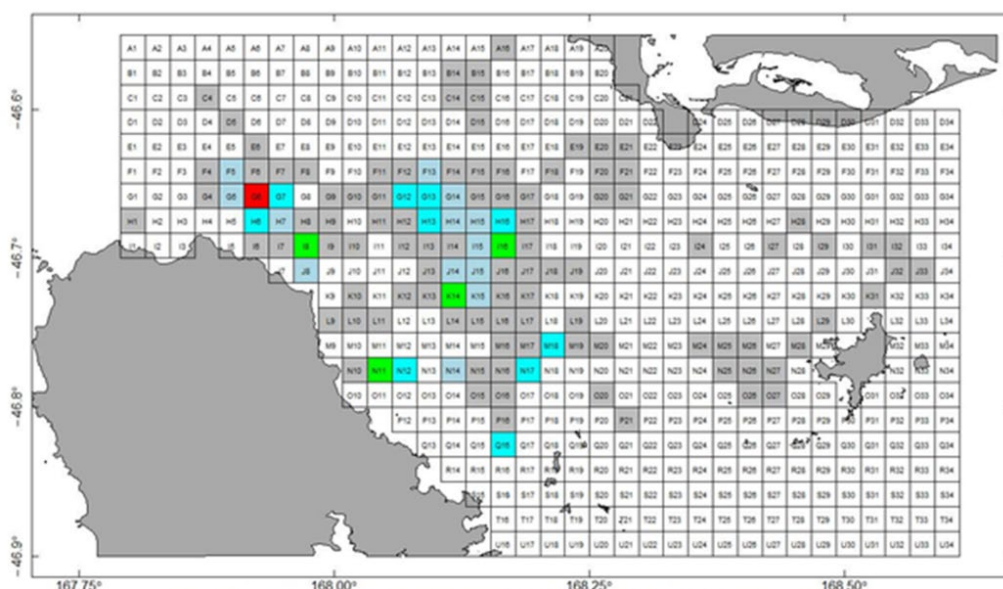 A1 A2 A3 A4 A5 A6 A7 A8 A9 A10 A11 A12 A13 A14 A15 A16 A17 A18 A19
B1 B2 B3 B4 B5 B6 B7 B8 B9 B10 B11 B12 B13 B14 B15 B16 B17 B18 B19 B20
−46.6° C1 C2 C3 C4 C5 C6 C7 C8 C9 C10 C11 C12 C13 C14 C15 C16 C17 C18 C19 C20
D1 D2 D3 D4 D5 D6 D7 D8 D9 D10 D11 D12 D13 D14 D15 D16 D17 D18 D19 D20 D21 D22 D24 D25 D26 D27 D28 D29 D30 D31 D32 D33 D34
E1 E2 E3 E4 E5 E6 E7 E8 E9 E10 E11 E12 E13 E14 E15 E16 E17 E18 E19 E20 E21 E22 E23 E24 E25 E26 E27 E28 E29 E30 E31 E32 E33 E34
F1 F2 F3 F4 F5 F6 F7 F8 F9 F10 F11 F12 F13 F14 F15 F16 F17 F18 F19 F20 F21 F22 F23 F24 F25 F26 F27 F28 F29 F30 F31 F32 F33 F34
G1 G2 G3 G4 G5 G6 G7 G8 G9 G10 G11 G12 G13 G14 G15 G16 G17 G18 G19 G20 G21 G22 G23 G24 G25 G26 G27 G28 G29 G30 G31 G32 G33 G34
H1 H2 H3 H4 H5 H6 H7 H8 H9 H10 H11 H12 H13 H14 H15 H16 H17 H18 H19 H20 H21 H22 H23 H24 H25 H26 H27 H28 H29 H30 H31 H32 H33 H34
−46.7° I1 I2 I3 I5 I6 I7 I8 I9 I10 I11 I12 I13 I14 I15 I16 I17 I18 I19 I20 I21 I22 I23 I24 I25 I26 I27 I28 I29 I30 I31 I32 I33 I34
J7 J8 J9 J10 J11 J12 J13 J14 J15 J16 J17 J18 J19 J20 J21 J22 J23 J24 J25 J26 J27 J28 J29 J30 J31 J32 J33 J34
K9 K10 K11 K12 K13 K14 K15 K16 K17 K18 K19 K20 K21 K22 K23 K24 K25 K26 K27 K28 K29 K30 K31 K32 K33 K34
L9 L10 L11 L12 L13 L14 L15 L16 L17 L18 L19 L20 L21 L22 L23 L24 L25 L26 L27 L28 L29 L30 L32 L33 L34
M9 M10 M11 M12 M13 M14 M15 M16 M17 M18 M19 M20 M21 M22 M23 M24 M25 M26 M27 M28 M29 M32 M34
−46.8° N10 N11 N12 N13 N14 N15 N16 N17 N18 N19 N20 N21 N22 N23 N24 N25 N26 N27 N28 N32 N33 N34
O10 O11 O12 O13 O14 O15 O16 O17 O18 O19 O20 O21 O22 O23 O24 O25 O26 O27 O28 O29 O31 O32 O33 O34
P12 P13 P14 P15 P16 P17 P18 P19 P20 P21 P22 P23 P24 P25 P26 P27 P28 P29 P30 P31 P32 P33 P34
Q13 Q14 Q15 Q16 Q17 Q18 Q19 Q20 Q21 Q22 Q23 Q24 Q25 Q26 Q27 Q28 Q29 Q30 Q31 Q32 Q33 Q34
R14 R15 R16 R17 R18 R19 R20 R21 R22 R23 R24 R25 R26 R27 R28 R29 R30 R31 R32 R33 R34
S15 S16 S17 S18 S19 S20 S21 S22 S23 S24 S25 S26 S27 S28 S29 S30 S31 S32 S33 S34
T16 T17 T18 T19 T20 T22 T23 T24 T25 T26 T27 T28 T29 T30 T31 T32 T33 T34
−46.9° U16 U17 U18 U19 U20 U21 U22 U23 U24 U25 U26 U27 U28 U29 U30 U31 U32 U33 U34
167.75° 168.00° 168.25° 168.50°